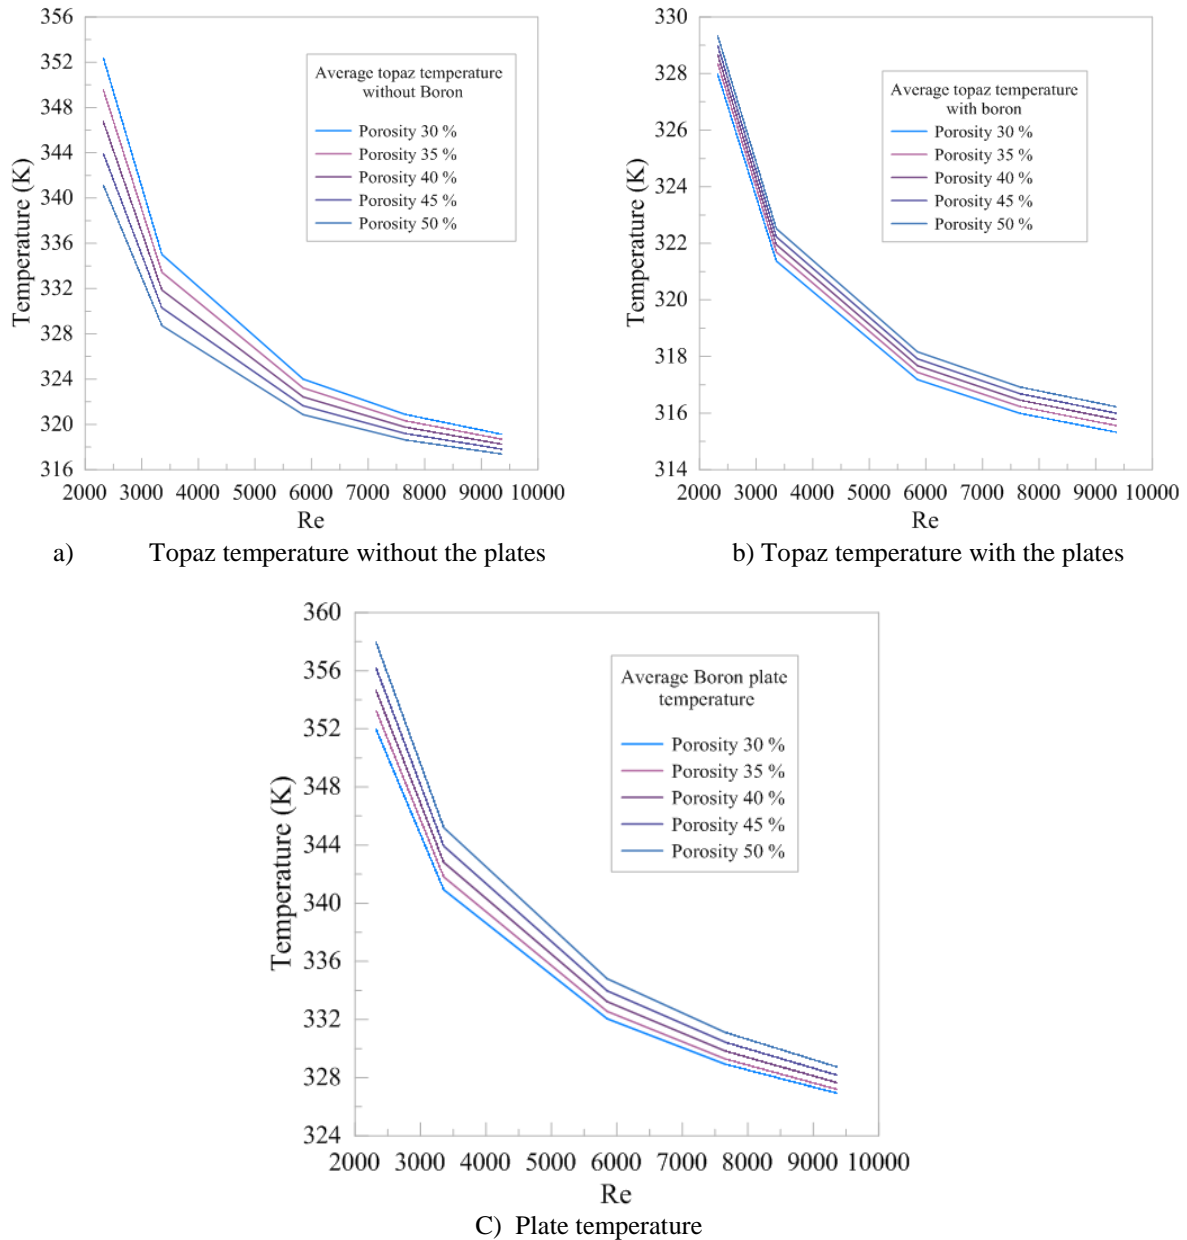 356
352
348
344
340
336
332
328
324
320
316
Temperature (K)
Average topaz temperature
without Boron
Porosity 30 %
Porosity 35 %
Porosity 40 %
Porosity 45 %
Porosity 50 %
2000 3000 4000 5000 6000 7000 8000 9000 10000
Re
a) Topaz temperature without the plates
330
328
326
324
322
320
318
316
314
Temperature (K)
Average topaz temperature
with boron
Porosity 30 %
Porosity 35 %
Porosity 40 %
Porosity 45 %
Porosity 50 %
2000 3000 4000 5000 6000 7000 8000 9000 10000
Re
b) Topaz temperature with the plates
360
356
352
348
344
340
336
332
328
324
Temperature (K)
Average Boron plate
temperature
Porosity 30 %
Porosity 35 %
Porosity 40 %
Porosity 45 %
Porosity 50 %
2000 3000 4000 5000 6000 7000 8000 9000 10000
Re
C) Plate temperature